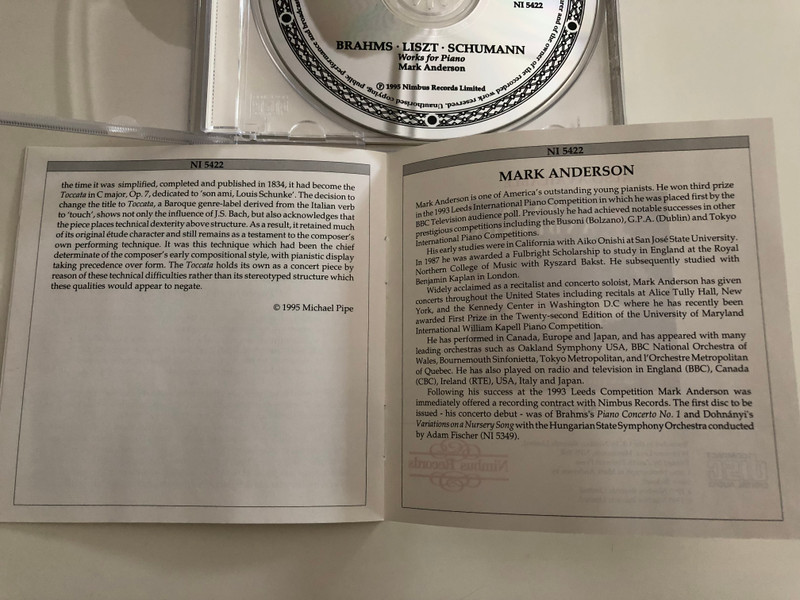 NI 5422
BRAHMS · LISZT · SCHUMANN
Works for Piano
Mark Anderson
Ⓟ 1995 Nimbus Records Limited
of the owner of the recorded work reserved. Unauthorised copying, public performance and broadcasting
NI 5422
the time it was simplified, completed and published in 1834, it had become the
Toccata in C major, Op. 7, dedicated to 'son ami, Louis Schunke'. The decision to
change the title to Toccata, a Baroque genre-label derived from the Italian verb
to 'touch', shows not only the influence of J.S. Bach, but also acknowledges that
the piece places technical dexterity above structure. As a result, it retained much
of its original étude character and still remains as a testament to the composer's
own performing technique. It was this technique which had been the chief
determinate of the composer's early compositional style, with pianistic display
taking precedence over form. The Toccata holds its own as a concert piece by
reason of these technical difficulties rather than its stereotyped structure which
these qualities would appear to negate.
© 1995 Michael Pipe
NI 5422
MARK ANDERSON
Mark Anderson is one of America's outstanding young pianists. He won third prize
in the 1993 Leeds International Piano Competition in which he was placed first by the
BBC Television audience poll. Previously he had achieved notable successes in other
prestigious competitions including the Busoni (Bolzano), G.P.A. (Dublin) and Tokyo
International Piano Competitions.
His early studies were in California with Aiko Onishi at San José State University.
In 1987 he was awarded a Fulbright Scholarship to study in England at the Royal
Northern College of Music with Ryszard Bakst. He subsequently studied with
Benjamin Kaplan in London.
Widely acclaimed as a recitalist and concerto soloist, Mark Anderson has given
concerts throughout the United States including recitals at Alice Tully Hall, New
York, and the Kennedy Center in Washington D.C where he has recently been
awarded First Prize in the Twenty-second Edition of the University of Maryland
International William Kapell Piano Competition.
He has performed in Canada, Europe and Japan, and has appeared with many
leading orchestras such as Oakland Symphony USA, BBC National Orchestra of
Wales, Bournemouth Sinfonietta, Tokyo Metropolitan, and l'Orchestre Metropolitan
of Quebec. He has also played on radio and television in England (BBC), Canada
(CBC), Ireland (RTE), USA, Italy and Japan.
Following his success at the 1993 Leeds Competition Mark Anderson was
immediately offered a recording contract with Nimbus Records. The first disc to be
issued - his concerto debut - was of Brahms's Piano Concerto No. 1 and Dohnányi's
Variations on a Nursery Song with the Hungarian State Symphony Orchestra conducted
by Adam Fischer (NI 5349).
Nimbus Records